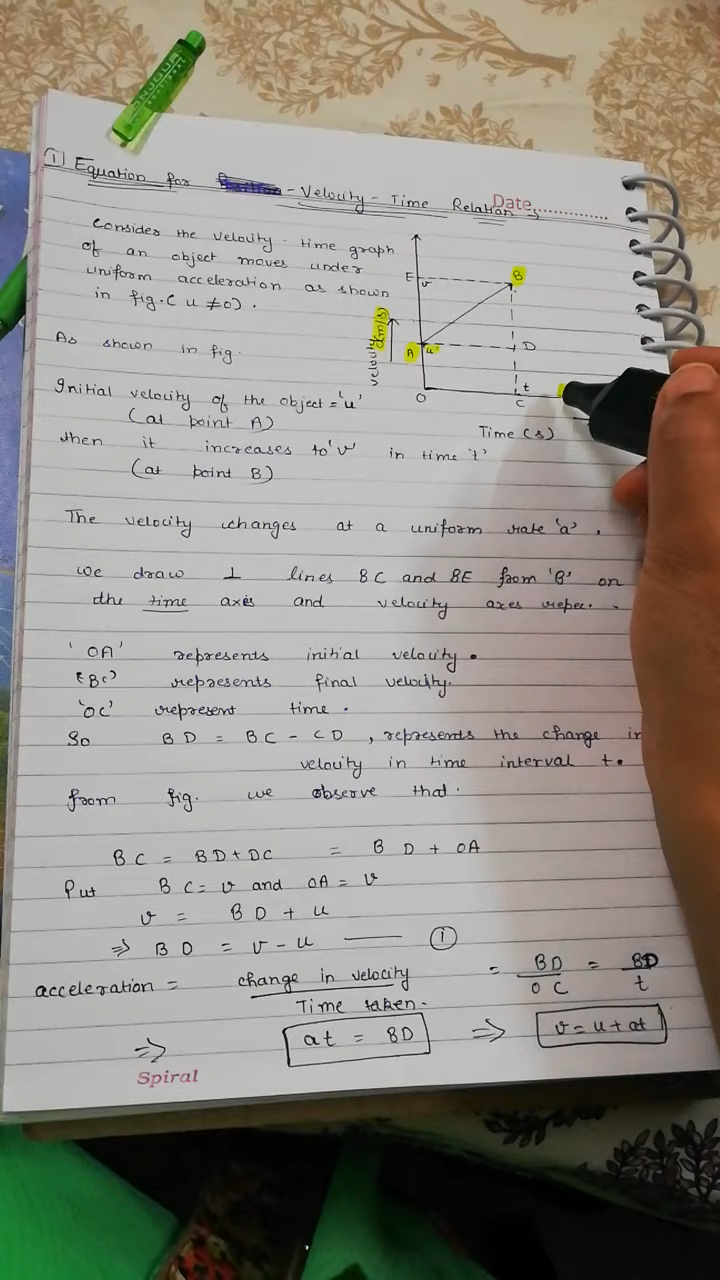 ① Equation for - Velocity - Time Relation
Date
Consider the velocity - time graph
of an object moves under
uniform acceleration as shown
in fig. ( u ≠ 0 ) .
As shown in fig.
E
v
B
velocity (m/s)
A
u
D
O
t
C
Time (s)
Initial velocity of the object = 'u'
(at point A)
then it increases to 'v' in time 't'
(at point B)
The velocity changes at a uniform rate 'a' .
we draw ⊥ lines BC and BE from 'B' on
the time axis and velocity axes
'OA' represents initial velocity.
'BC' represents final velocity.
'OC' represent time .
So BD = BC - CD , represents the change in
velocity in time interval t.
from fig. we observe that.
BC = BD + DC = BD + OA
Put BC = v and OA = v
v = BD + u
⇒ BD = v - u —— ①
acceleration = change in velocity / Time taken. = BD / OC = BD / t
⇒ at = BD ⇒ v = u + at
Spiral